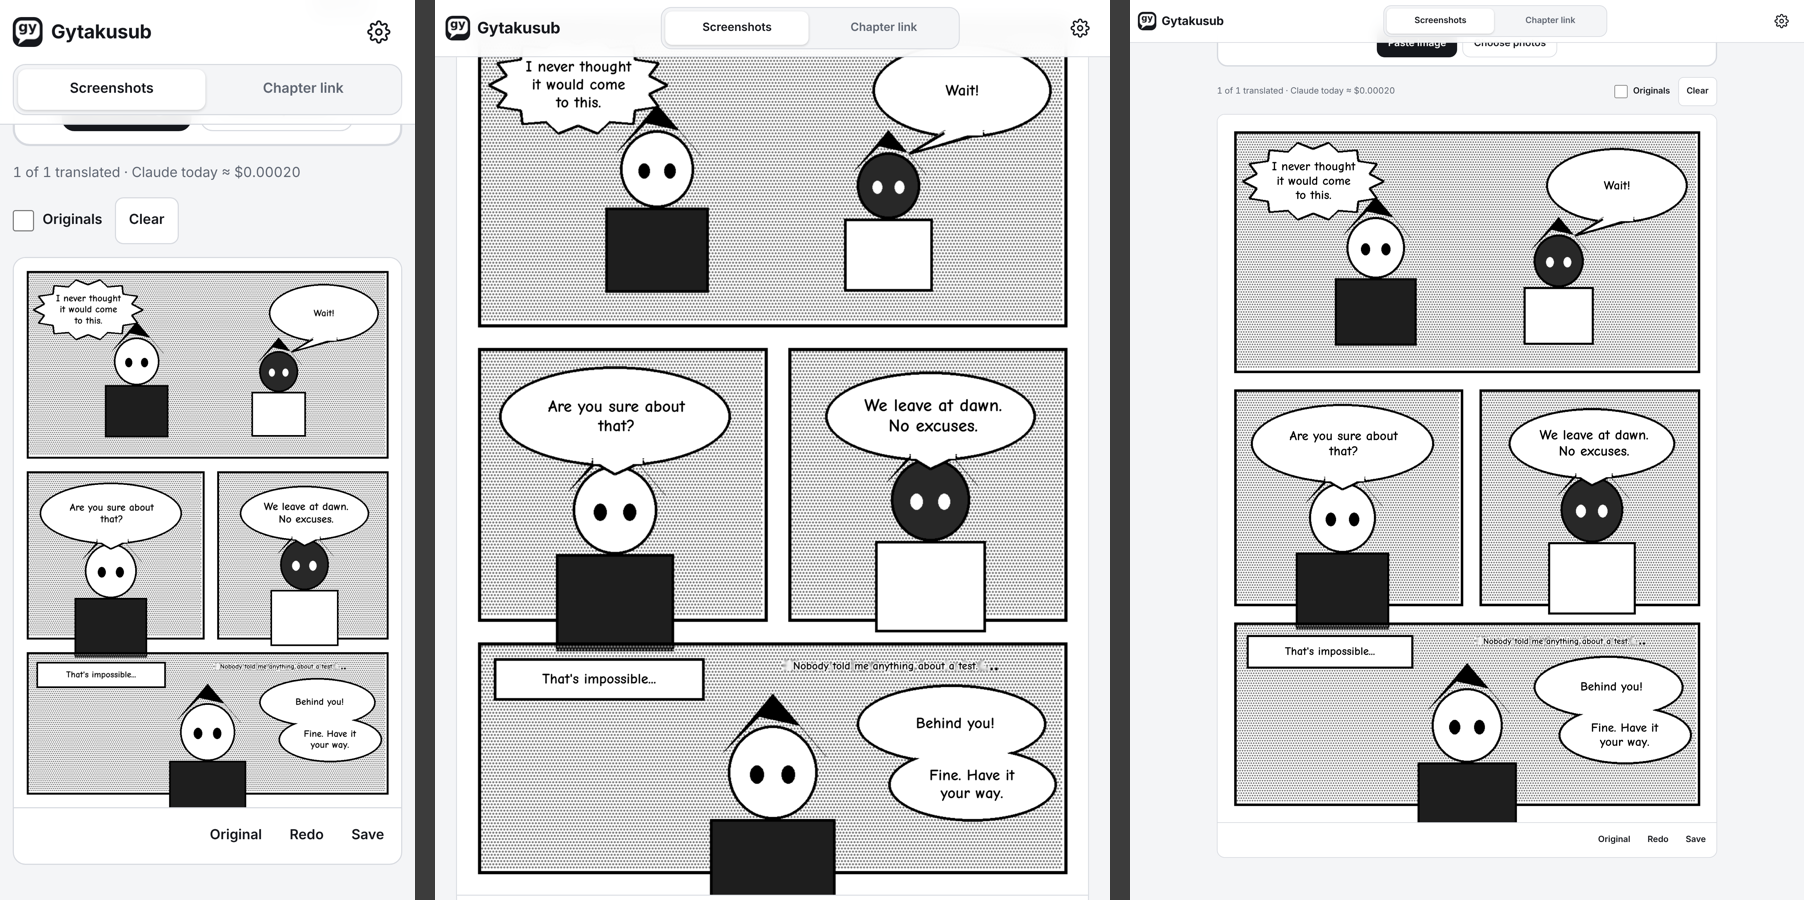 gy Gytakusub
Screenshots
Chapter link
1 of 1 translated · Claude today ≈ $0.00020
Originals
Clear
I never thought
it would come
to this.
Wait!
Are you sure about
that?
We leave at dawn.
No excuses.
That's impossible...
Nobody told me anything about a test
Behind you!
Fine. Have it
your way.
Original
Redo
Save
gy Gytakusub
Screenshots
Chapter link
I never thought
it would come
to this.
Wait!
Are you sure about
that?
We leave at dawn.
No excuses.
That's impossible...
Nobody told me anything about a test
Behind you!
Fine. Have it
your way.
gy Gytakusub
Screenshots
Chapter link
Paste image
Choose photos
1 of 1 translated · Claude today ≈ $0.00020
Originals
Clear
I never thought
it would come
to this.
Wait!
Are you sure about
that?
We leave at dawn.
No excuses.
That's impossible...
Nobody told me anything about a test
Behind you!
Fine. Have it
your way.
Original
Redo
Save